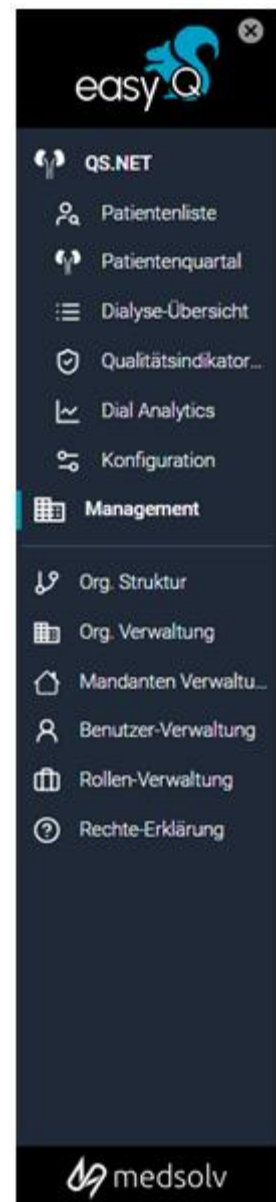 easy Q
QS.NET
Patientenliste
Patientenquartal
Dialyse-Übersicht
Qualitätsindikator...
Dial Analytics
Konfiguration
Management
Org. Struktur
Org. Verwaltung
Mandanten Verwaltu...
Benutzer-Verwaltung
Rollen-Verwaltung
Rechte-Erklärung
medsolv